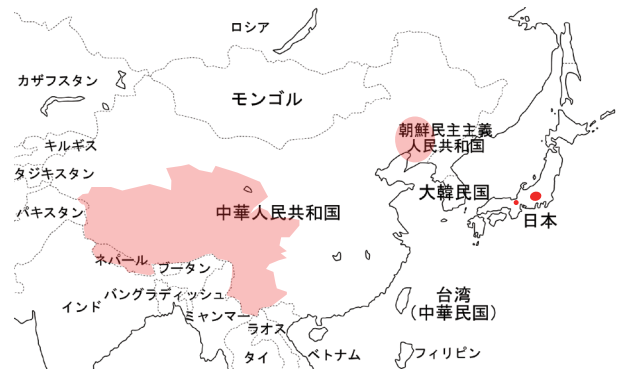 ロシア
カザフスタン
モンゴル
朝鮮民主主義
人民共和国
キルギス
タジキスタン
大韓民国
パキスタン
中華人民共和国
日本
ネパール
ブータン
バングラディッシュ
インド
台湾
(中華民国)
ミャンマー
ラオス
タイ
ベトナム
フィリピン